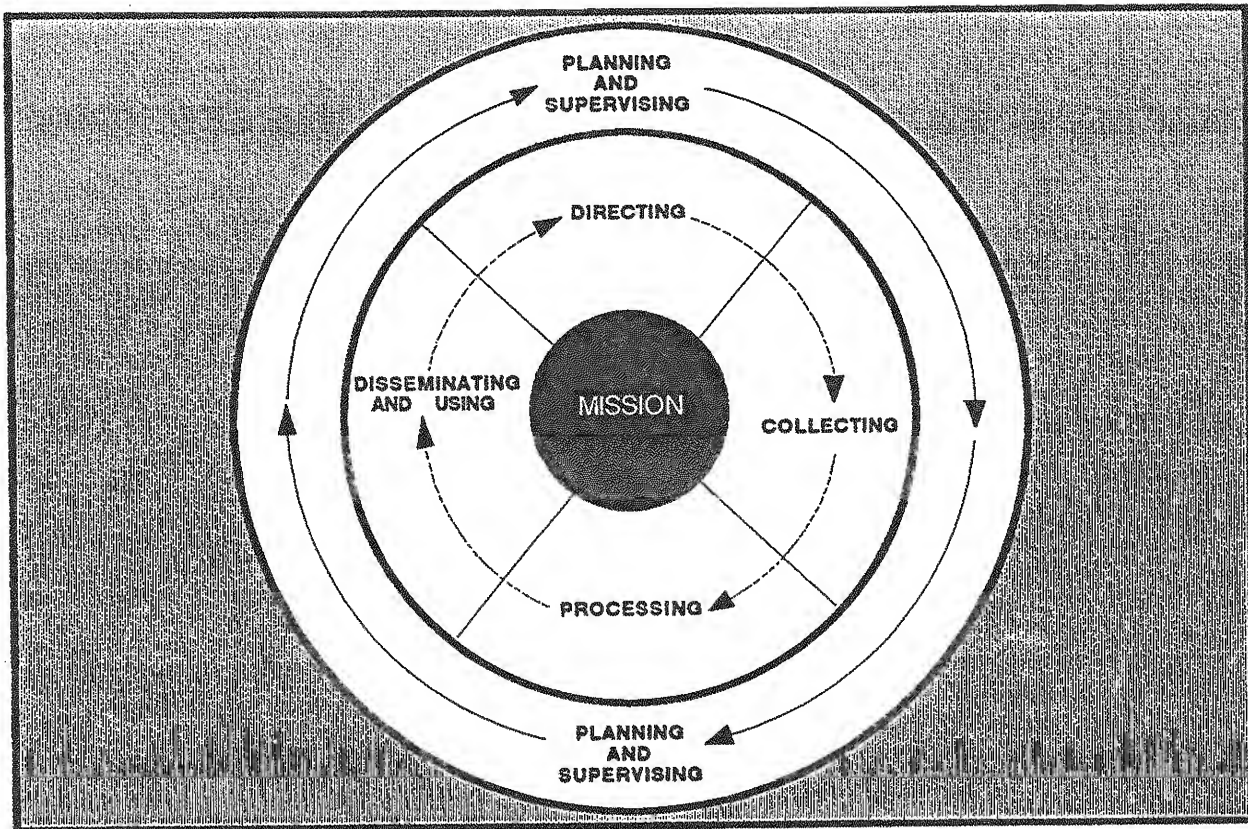 PLANNING
AND
SUPERVISING
DIRECTING
DISSEMINATING
AND USING
MISSION
COLLECTING
PROCESSING
PLANNING
AND
SUPERVISING